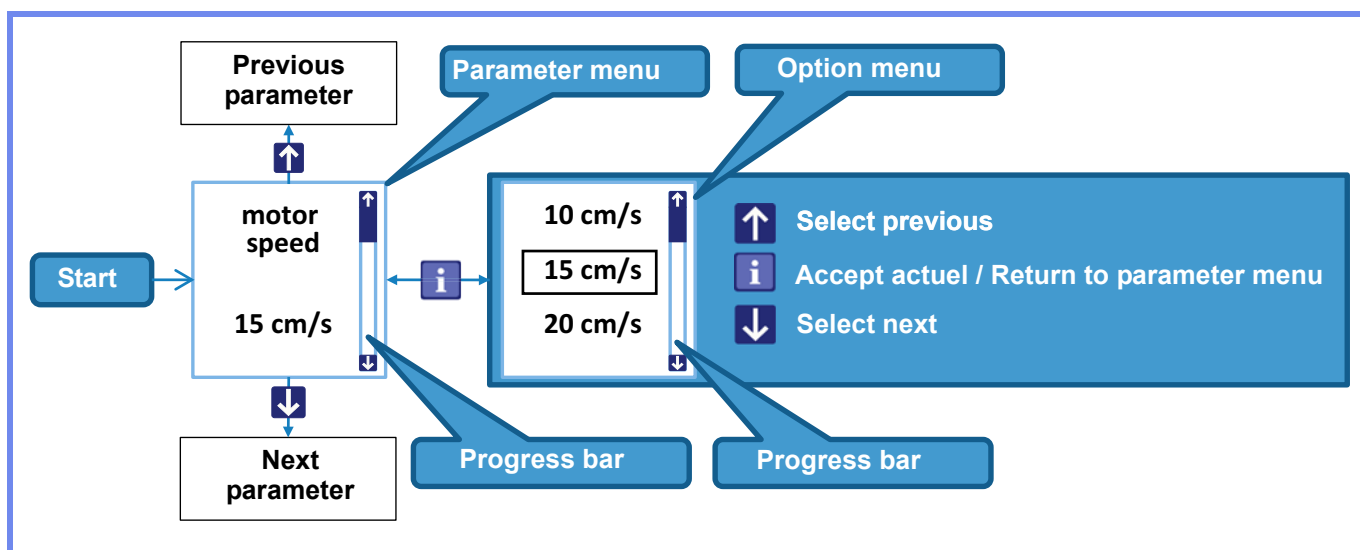 Previous
parameter
Parameter menu
Option menu
motor
speed
15 cm/s
Start
i
10 cm/s
15 cm/s
20 cm/s
Select previous
i Accept actuel / Return to parameter menu
Select next
Next
parameter
Progress bar
Progress bar